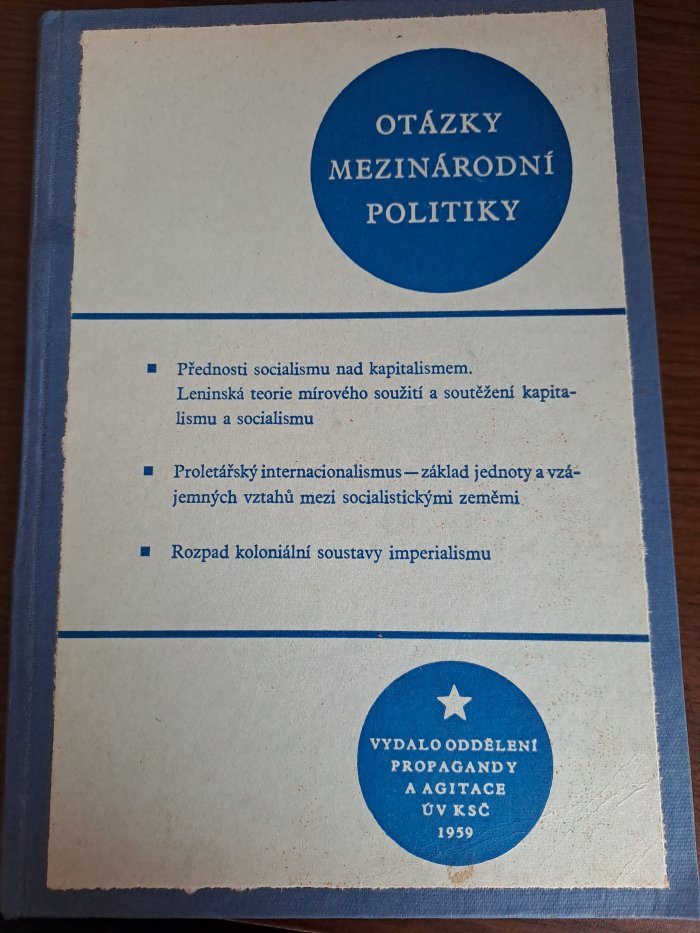 OTÁZKY
MEZINÁRODNÍ
POLITIKY
▪ Přednosti socialismu nad kapitalismem.
Leninská teorie mírového soužití a soutěžení kapita-
lismu a socialismu
▪ Proletářský internacionalismus — základ jednoty a vzá-
jemných vztahů mezi socialistickými zeměmi
▪ Rozpad koloniální soustavy imperialismu
VYDALO ODDĚLENÍ
PROPAGANDY
A AGITACE
ÚV KSČ
1959